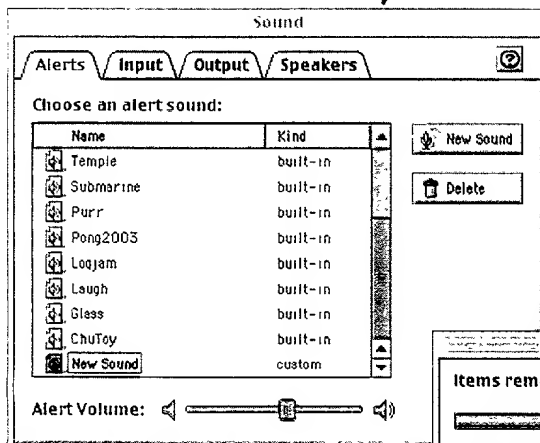 Sound
Alerts Input Output Speakers
Choose an alert sound:
Name Kind
Temple built-in
Submarine built-in
Purr built-in
Pong2003 built-in
Logjam built-in
Laugh built-in
Glass built-in
ChuToy built-in
New Sound custom
New Sound
Delete
Alert Volume:
Items rem